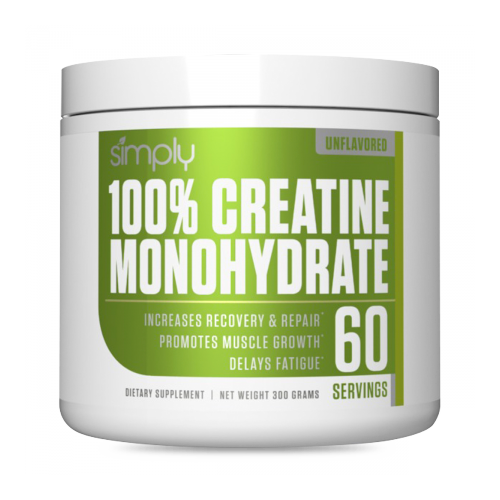 simply
UNFLAVORED
100% CREATINE
MONOHYDRATE
INCREASES RECOVERY & REPAIR*
PROMOTES MUSCLE GROWTH*
DELAYS FATIGUE*
60
SERVINGS
DIETARY SUPPLEMENT | NET WEIGHT 300 GRAMS